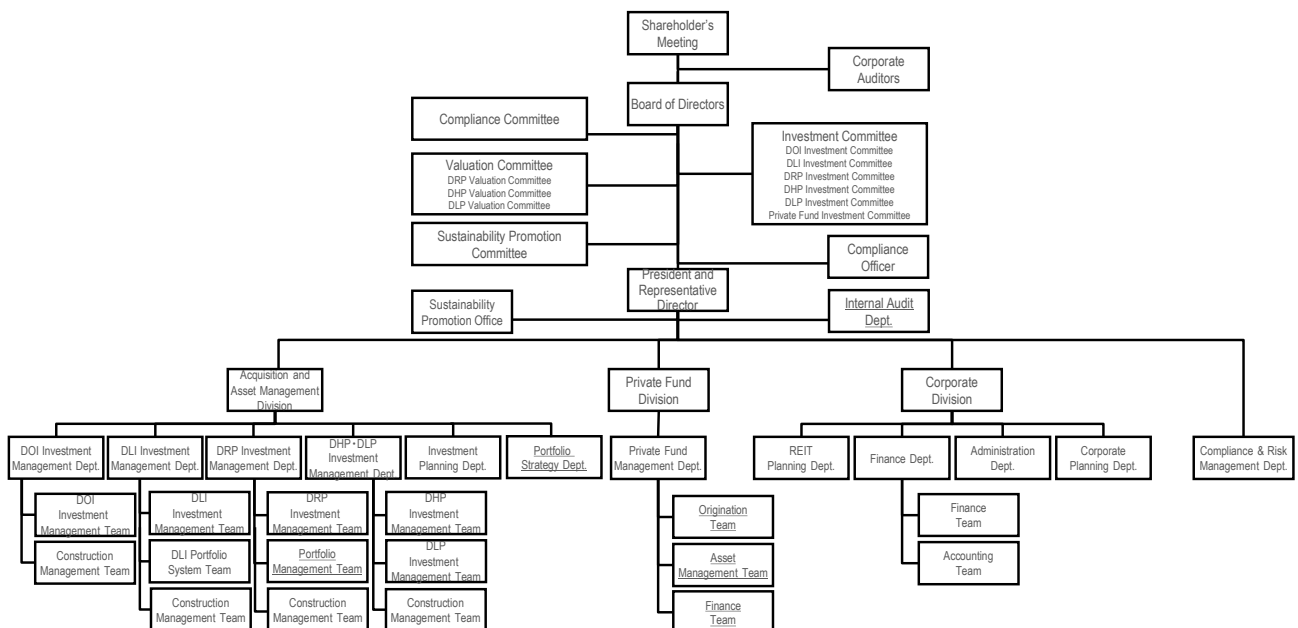 Shareholder's
Meeting
Corporate
Auditors
Board of Directors
Compliance Committee
Investment Committee
DOI Investment Committee
DLI Investment Committee
DRP Investment Committee
DHP Investment Committee
DLP Investment Committee
Private Fund Investment Committee
Valuation Committee
DRP Valuation Committee
DHP Valuation Committee
DLP Valuation Committee
Sustainability Promotion
Committee
Compliance
Officer
President and
Representative
Director
Sustainability
Promotion Office
Internal Audit
Dept.
Acquisition and
Asset Management
Division
Private Fund
Division
Corporate
Division
DOI Investment
Management Dept.
DLI Investment
Management Dept.
DRP Investment
Management Dept.
DHP・DLP
Investment
Management Dept.
Investment
Planning Dept.
Portfolio
Strategy Dept.
Private Fund
Management Dept.
REIT
Planning Dept.
Finance Dept.
Administration
Dept.
Corporate
Planning Dept.
Compliance & Risk
Management Dept.
DOI
Investment
Management Team
DLI
Investment
Management Team
DRP
Investment
Management Team
DHP
Investment
Management Team
Origination
Team
Finance
Team
Construction
Management Team
DLI Portfolio
System Team
Portfolio
Management Team
DLP
Investment
Management Team
Asset
Management Team
Accounting
Team
Construction
Management Team
Construction
Management Team
Construction
Management Team
Finance
Team